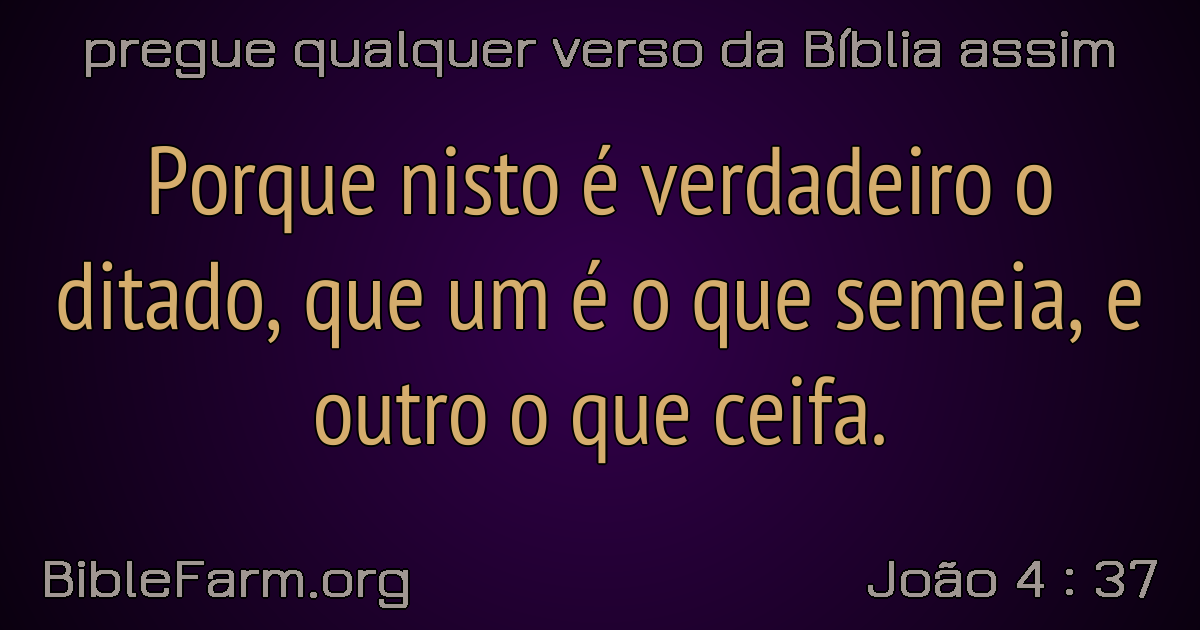 pregue qualquer verso da Bíblia assim
Porque nisto é verdadeiro o
ditado, que um é o que semeia, e
outro o que ceifa.
BibleFarm.org
João 4 : 37